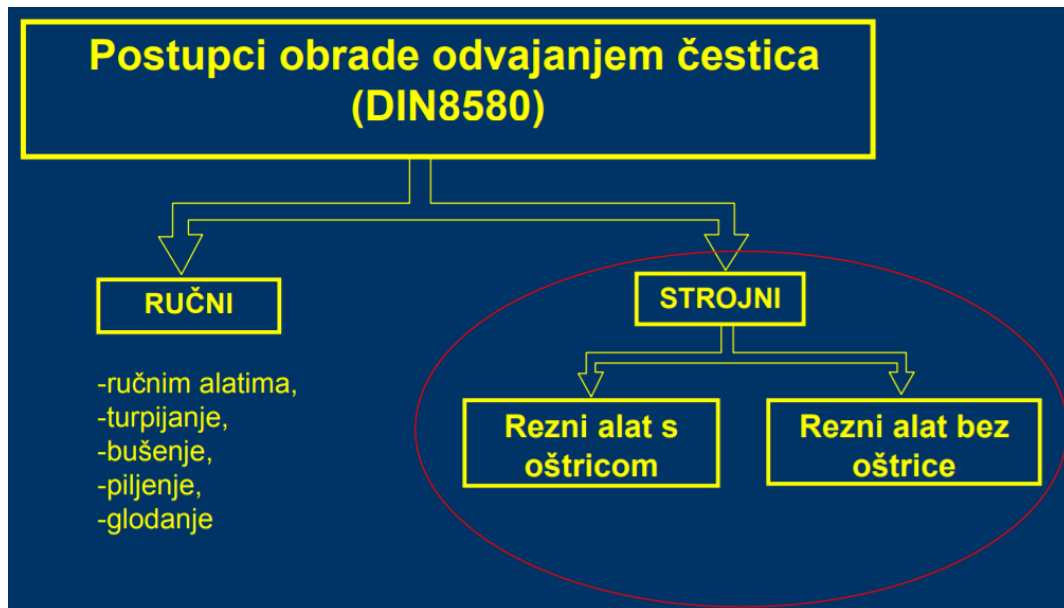 Postupci obrade odvajanjem čestica
(DIN8580)
RUČNI
-ručnim alatima,
-turpijanje,
-bušenje,
-piljenje,
-glodanje
STROJNI
Rezni alat s
oštricom
Rezni alat bez
oštrice